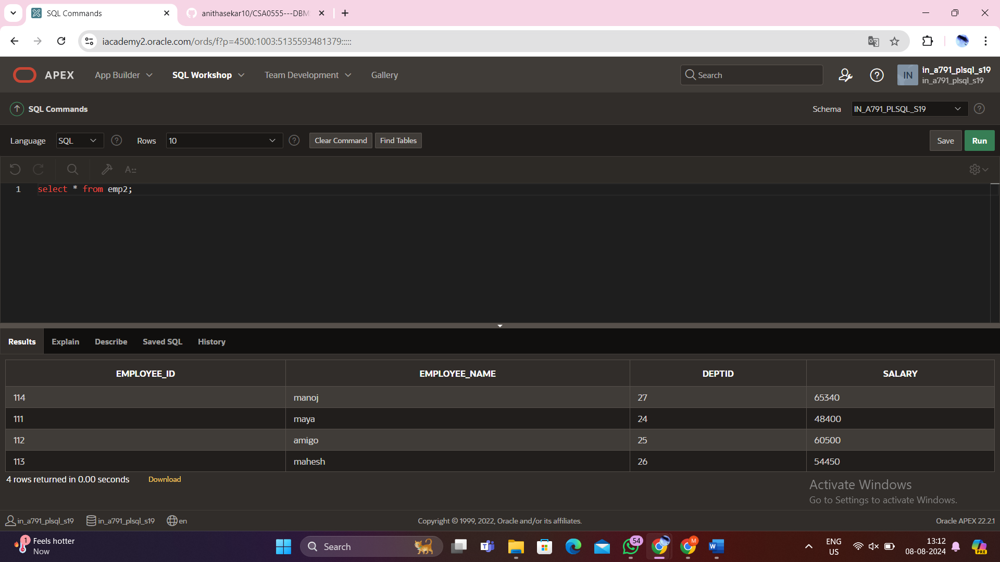 SQL Commands
anithasekar10/CSA0555---DBM
iacademy2.oracle.com/ords/f?p=4500:1003:5135593481379:::::
APEX App Builder SQL Workshop Team Development Gallery Search IN in_a791_plsql_s19
in_a791_plsql_s19
SQL Commands Schema IN_A791_PLSQL_S19
Language SQL Rows 10 Clear Command Find Tables Save Run
1 select * from emp2;
Results Explain Describe Saved SQL History
EMPLOYEE_ID EMPLOYEE_NAME DEPTID SALARY
114 manoj 27 65340
111 maya 24 48400
112 amigo 25 60500
113 mahesh 26 54450
4 rows returned in 0.00 seconds Download
Activate Windows
Go to Settings to activate Windows.
in_a791_plsql_s19 in_a791_plsql_s19 en Copyright © 1999, 2022, Oracle and/or its affiliates. Oracle APEX 22.2.1
1 Feels hotter
Now
Search
54
M
ENG
US
13:12
08-08-2024
PRE